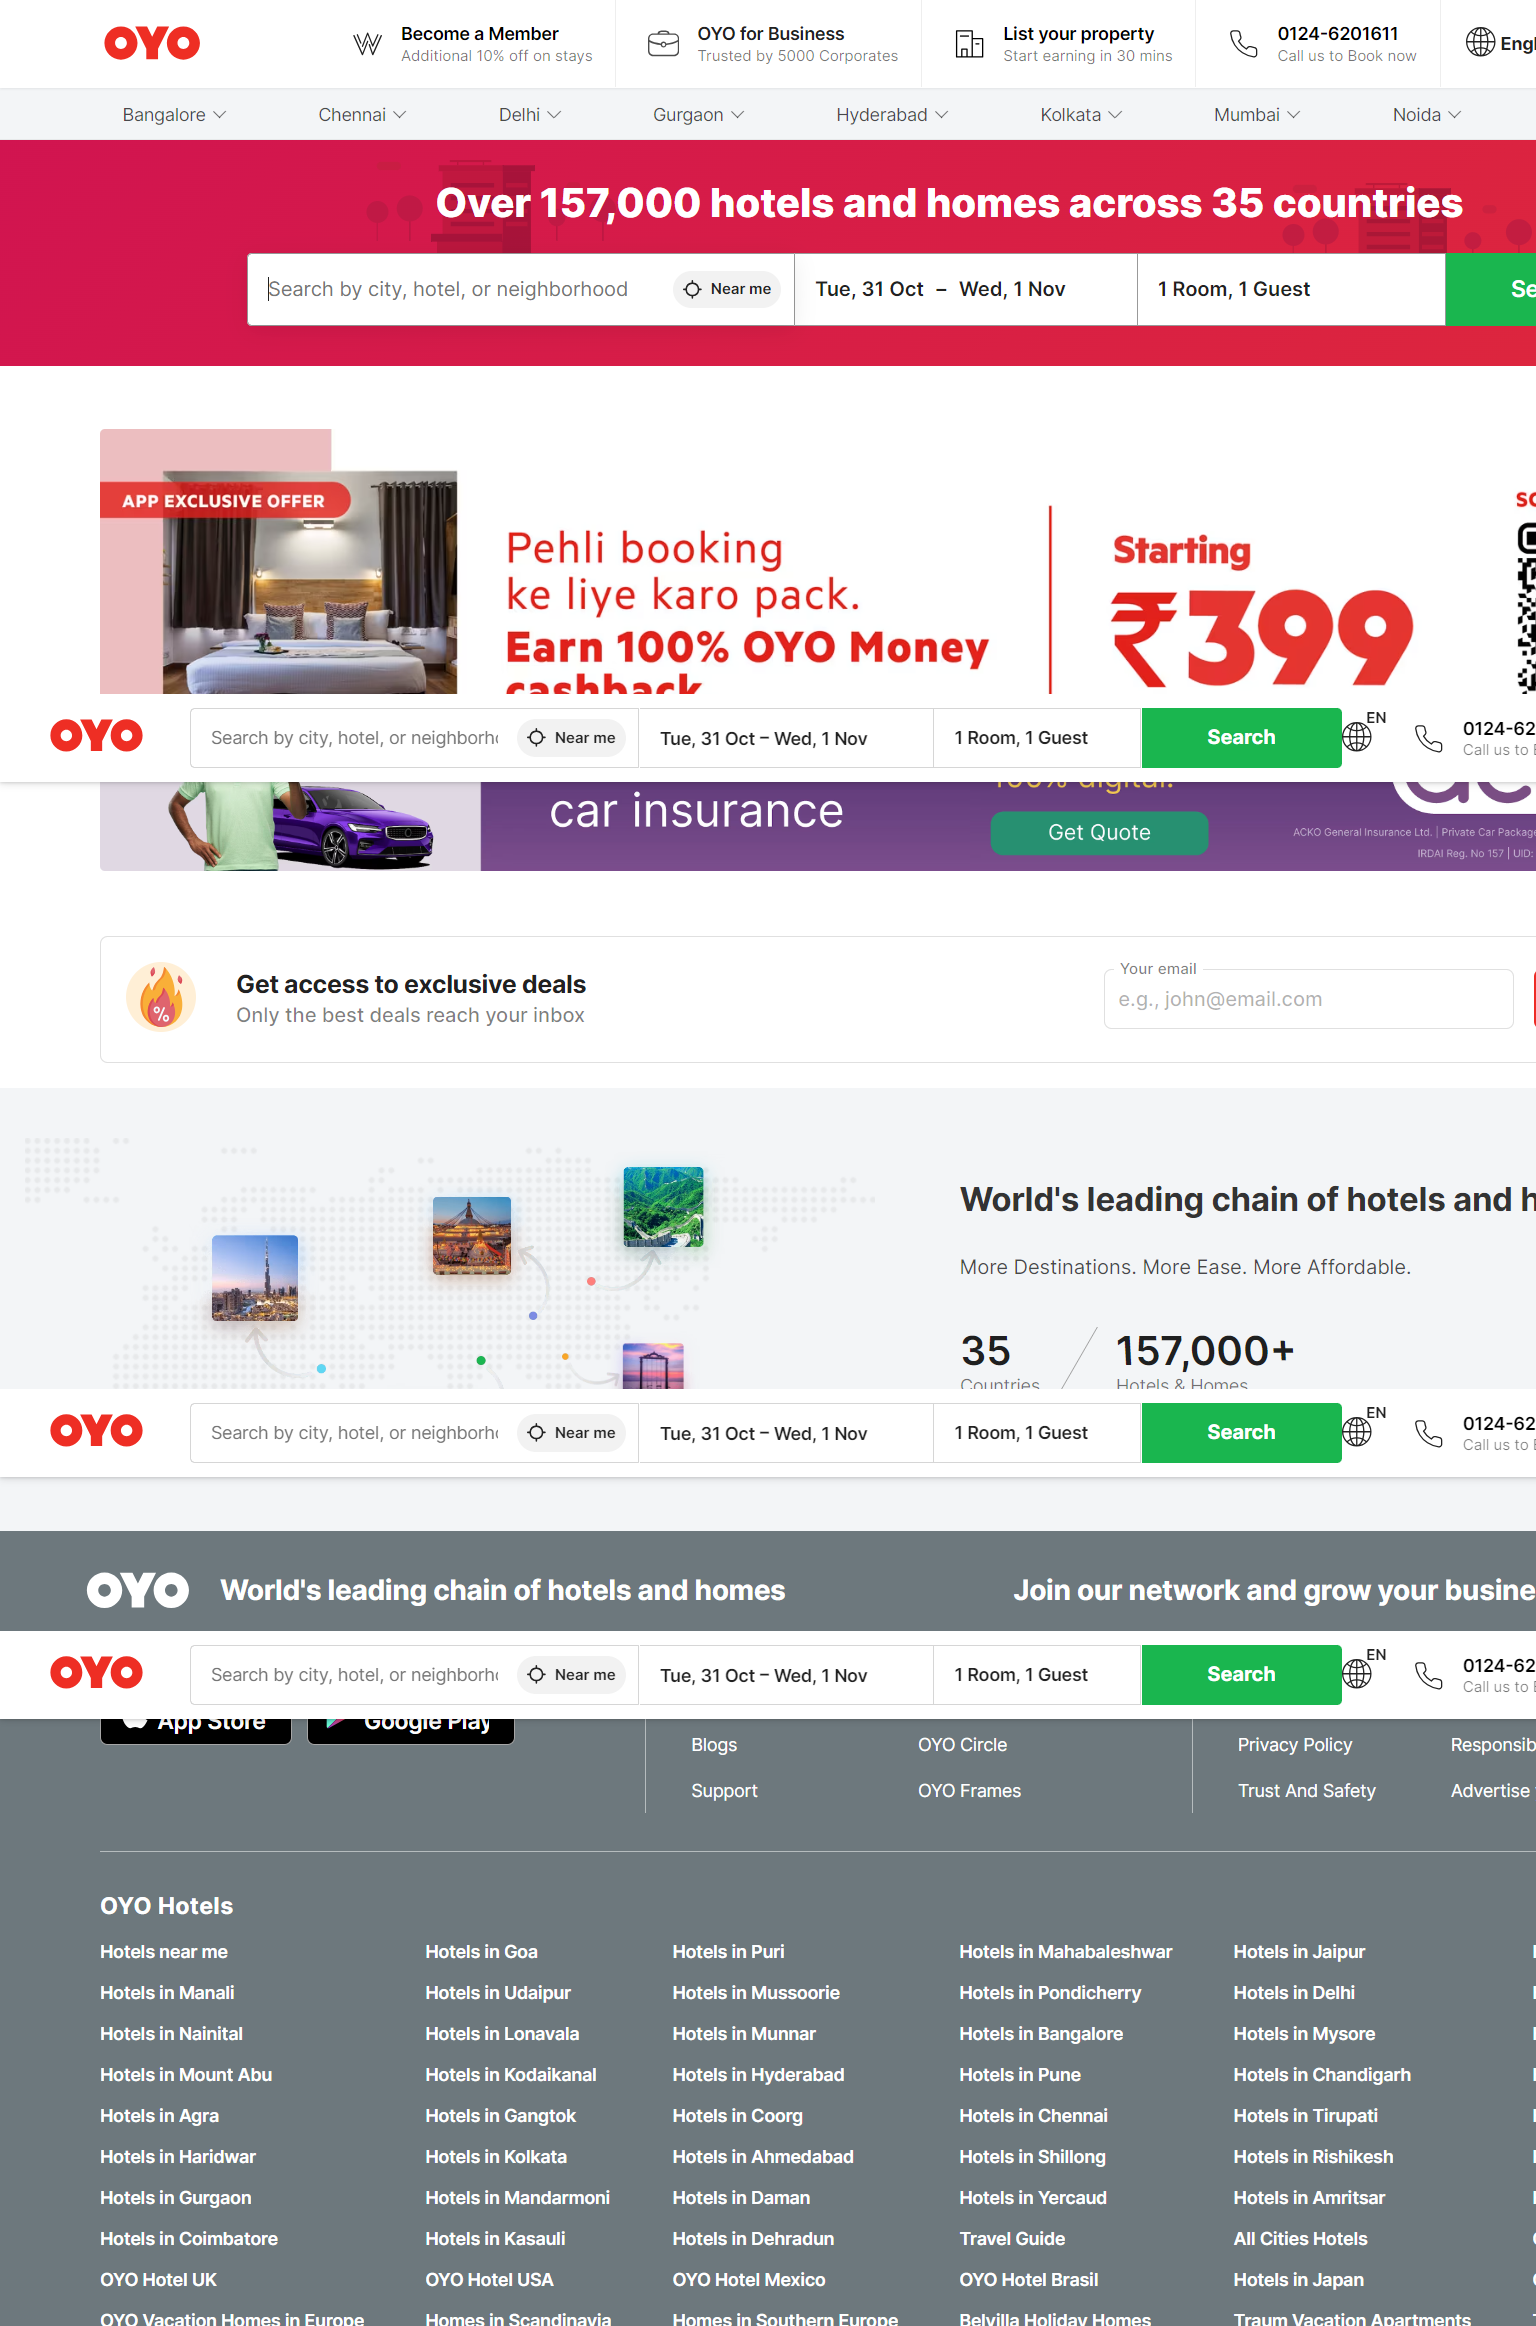 OYO
Become a Member
Additional 10% off on stays
OYO for Business
Trusted by 5000 Corporates
List your property
Start earning in 30 mins
0124-6201611
Call us to Book now
Bangalore
Chennai
Delhi
Gurgaon
Hyderabad
Kolkata
Mumbai
Noida
Over 157,000 hotels and homes across 35 countries
Search by city, hotel, or neighborhood
Near me
Tue, 31 Oct – Wed, 1 Nov
1 Room, 1 Guest
APP EXCLUSIVE OFFER
Pehli booking
ke liye karo pack.
Earn 100% OYO Money
cashback
Starting
₹399
OYO
Search by city, hotel, or
Near me
Tue, 31 Oct – Wed, 1 Nov
1 Room, 1 Guest
Search
EN
Call us to
car insurance
100% digital.
Get Quote
ACKO General Insurance Ltd. | Private Car Package
IRDAI Reg. No 157 | UID:
Get access to exclusive deals
Only the best deals reach your inbox
Your email
e.g., john@email.com
%
World's leading chain of hotels and
More Destinations. More Ease. More Affordable.
35
Countries
157,000+
Hotels & Homes
OYO
Search by city, hotel, or
Near me
Tue, 31 Oct – Wed, 1 Nov
1 Room, 1 Guest
Search
EN
Call us to
OYO
World's leading chain of hotels and homes
Join our network and grow your
OYO
Search by city, hotel, or
Near me
Tue, 31 Oct – Wed, 1 Nov
1 Room, 1 Guest
Search
EN
Call us to
App Store
Google Play
Blogs
OYO Circle
Privacy Policy
Support
OYO Frames
Trust And Safety
Advertise
OYO Hotels
Hotels near me
Hotels in Goa
Hotels in Puri
Hotels in Mahabaleshwar
Hotels in Jaipur
Hotels in Manali
Hotels in Udaipur
Hotels in Mussoorie
Hotels in Pondicherry
Hotels in Delhi
Hotels in Nainital
Hotels in Lonavala
Hotels in Munnar
Hotels in Bangalore
Hotels in Mysore
Hotels in Mount Abu
Hotels in Kodaikanal
Hotels in Hyderabad
Hotels in Pune
Hotels in Chandigarh
Hotels in Agra
Hotels in Gangtok
Hotels in Coorg
Hotels in Chennai
Hotels in Tirupati
Hotels in Haridwar
Hotels in Kolkata
Hotels in Ahmedabad
Hotels in Shillong
Hotels in Rishikesh
Hotels in Gurgaon
Hotels in Mandarmoni
Hotels in Daman
Hotels in Yercaud
Hotels in Amritsar
Hotels in Coimbatore
Hotels in Kasauli
Hotels in Dehradun
Travel Guide
All Cities Hotels
OYO Hotel UK
OYO Hotel USA
OYO Hotel Mexico
OYO Hotel Brasil
Hotels in Japan
OYO Vacation Homes in Europe
Homes in Scandinavia
Homes in Southern Europe
Belvilla Holiday Homes
Traum Vacation Apartments